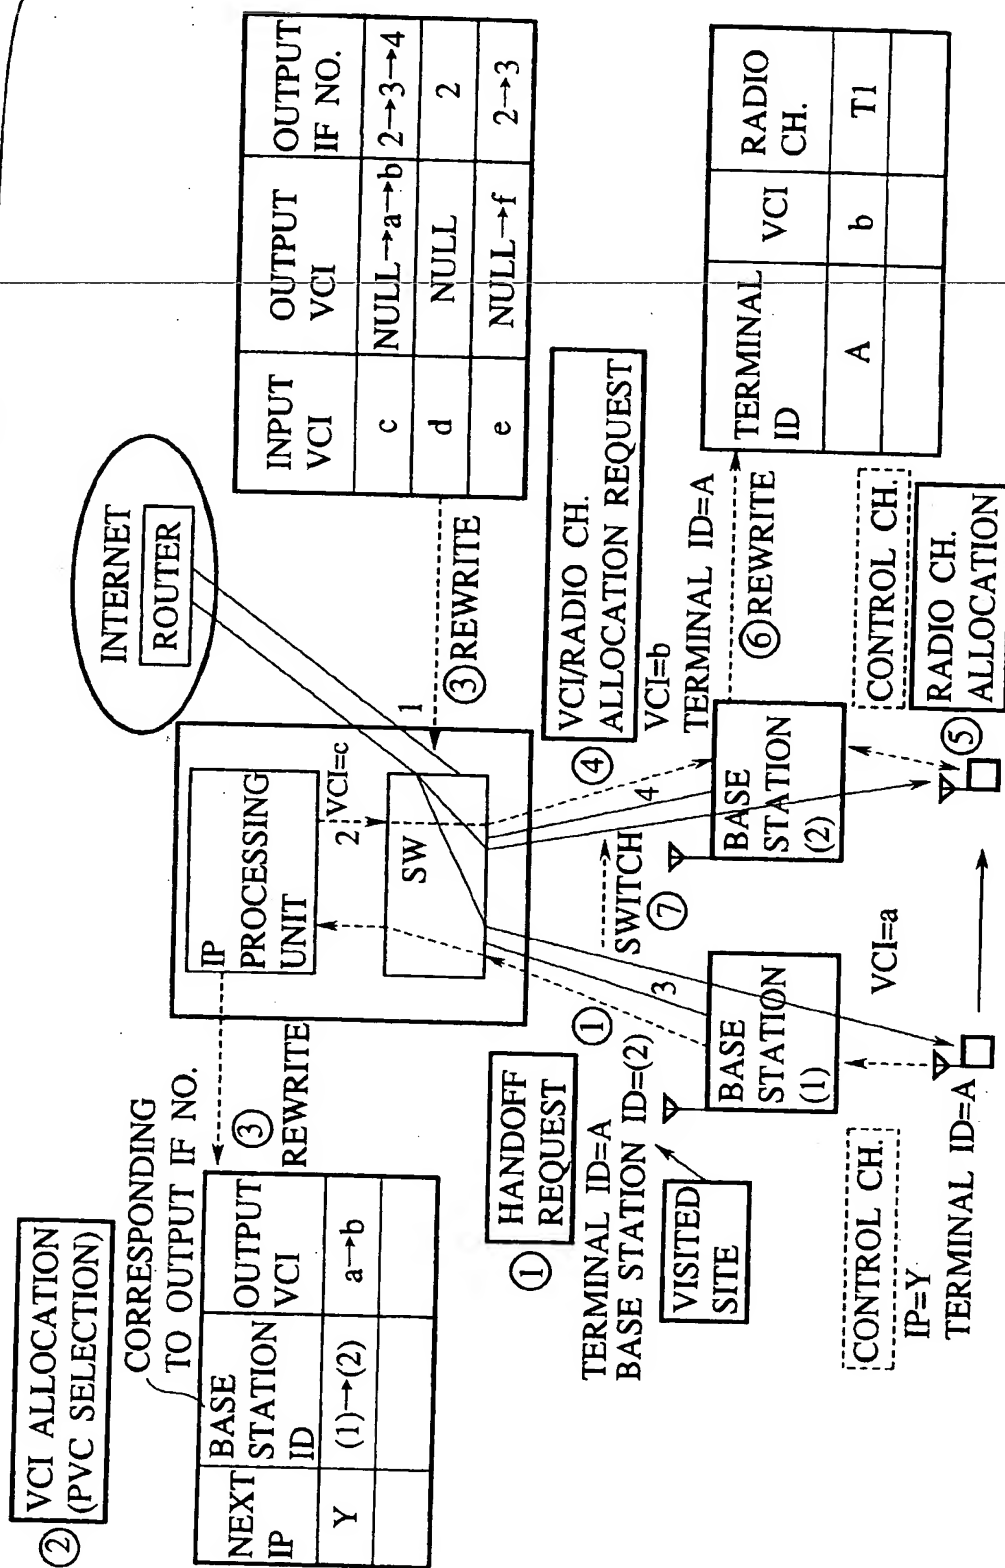 ② VCI ALLOCATION
(PVC SELECTION)
CORRESPONDING
TO OUTPUT IF NO.
NEXT IP | BASE STATION ID | OUTPUT VCI
Y | (1)→(2) | a→b
③
REWRITE
IP
PROCESSING
UNIT
2
VCI=c
SW
1
INTERNET
ROUTER
③REWRITE
INPUT VCI | OUTPUT VCI | OUTPUT IF NO.
c | NULL→a→b | 2→3→4
d | NULL | 2
e | NULL→f | 2→3
① HANDOFF
REQUEST
TERMINAL ID=A
BASE STATION ID=(2)
VISITED
SITE
①
3
SWITCH
⑦
4
④ VCI/RADIO CH.
ALLOCATION REQUEST
VCI=b
TERMINAL ID=A
⑥REWRITE
TERMINAL ID | VCI | RADIO CH.
A | b | T1
BASE
STATION
(1)
BASE
STATION
(2)
CONTROL CH.
IP=Y
TERMINAL ID=A
VCI=a
CONTROL CH.
⑤ RADIO CH.
ALLOCATION